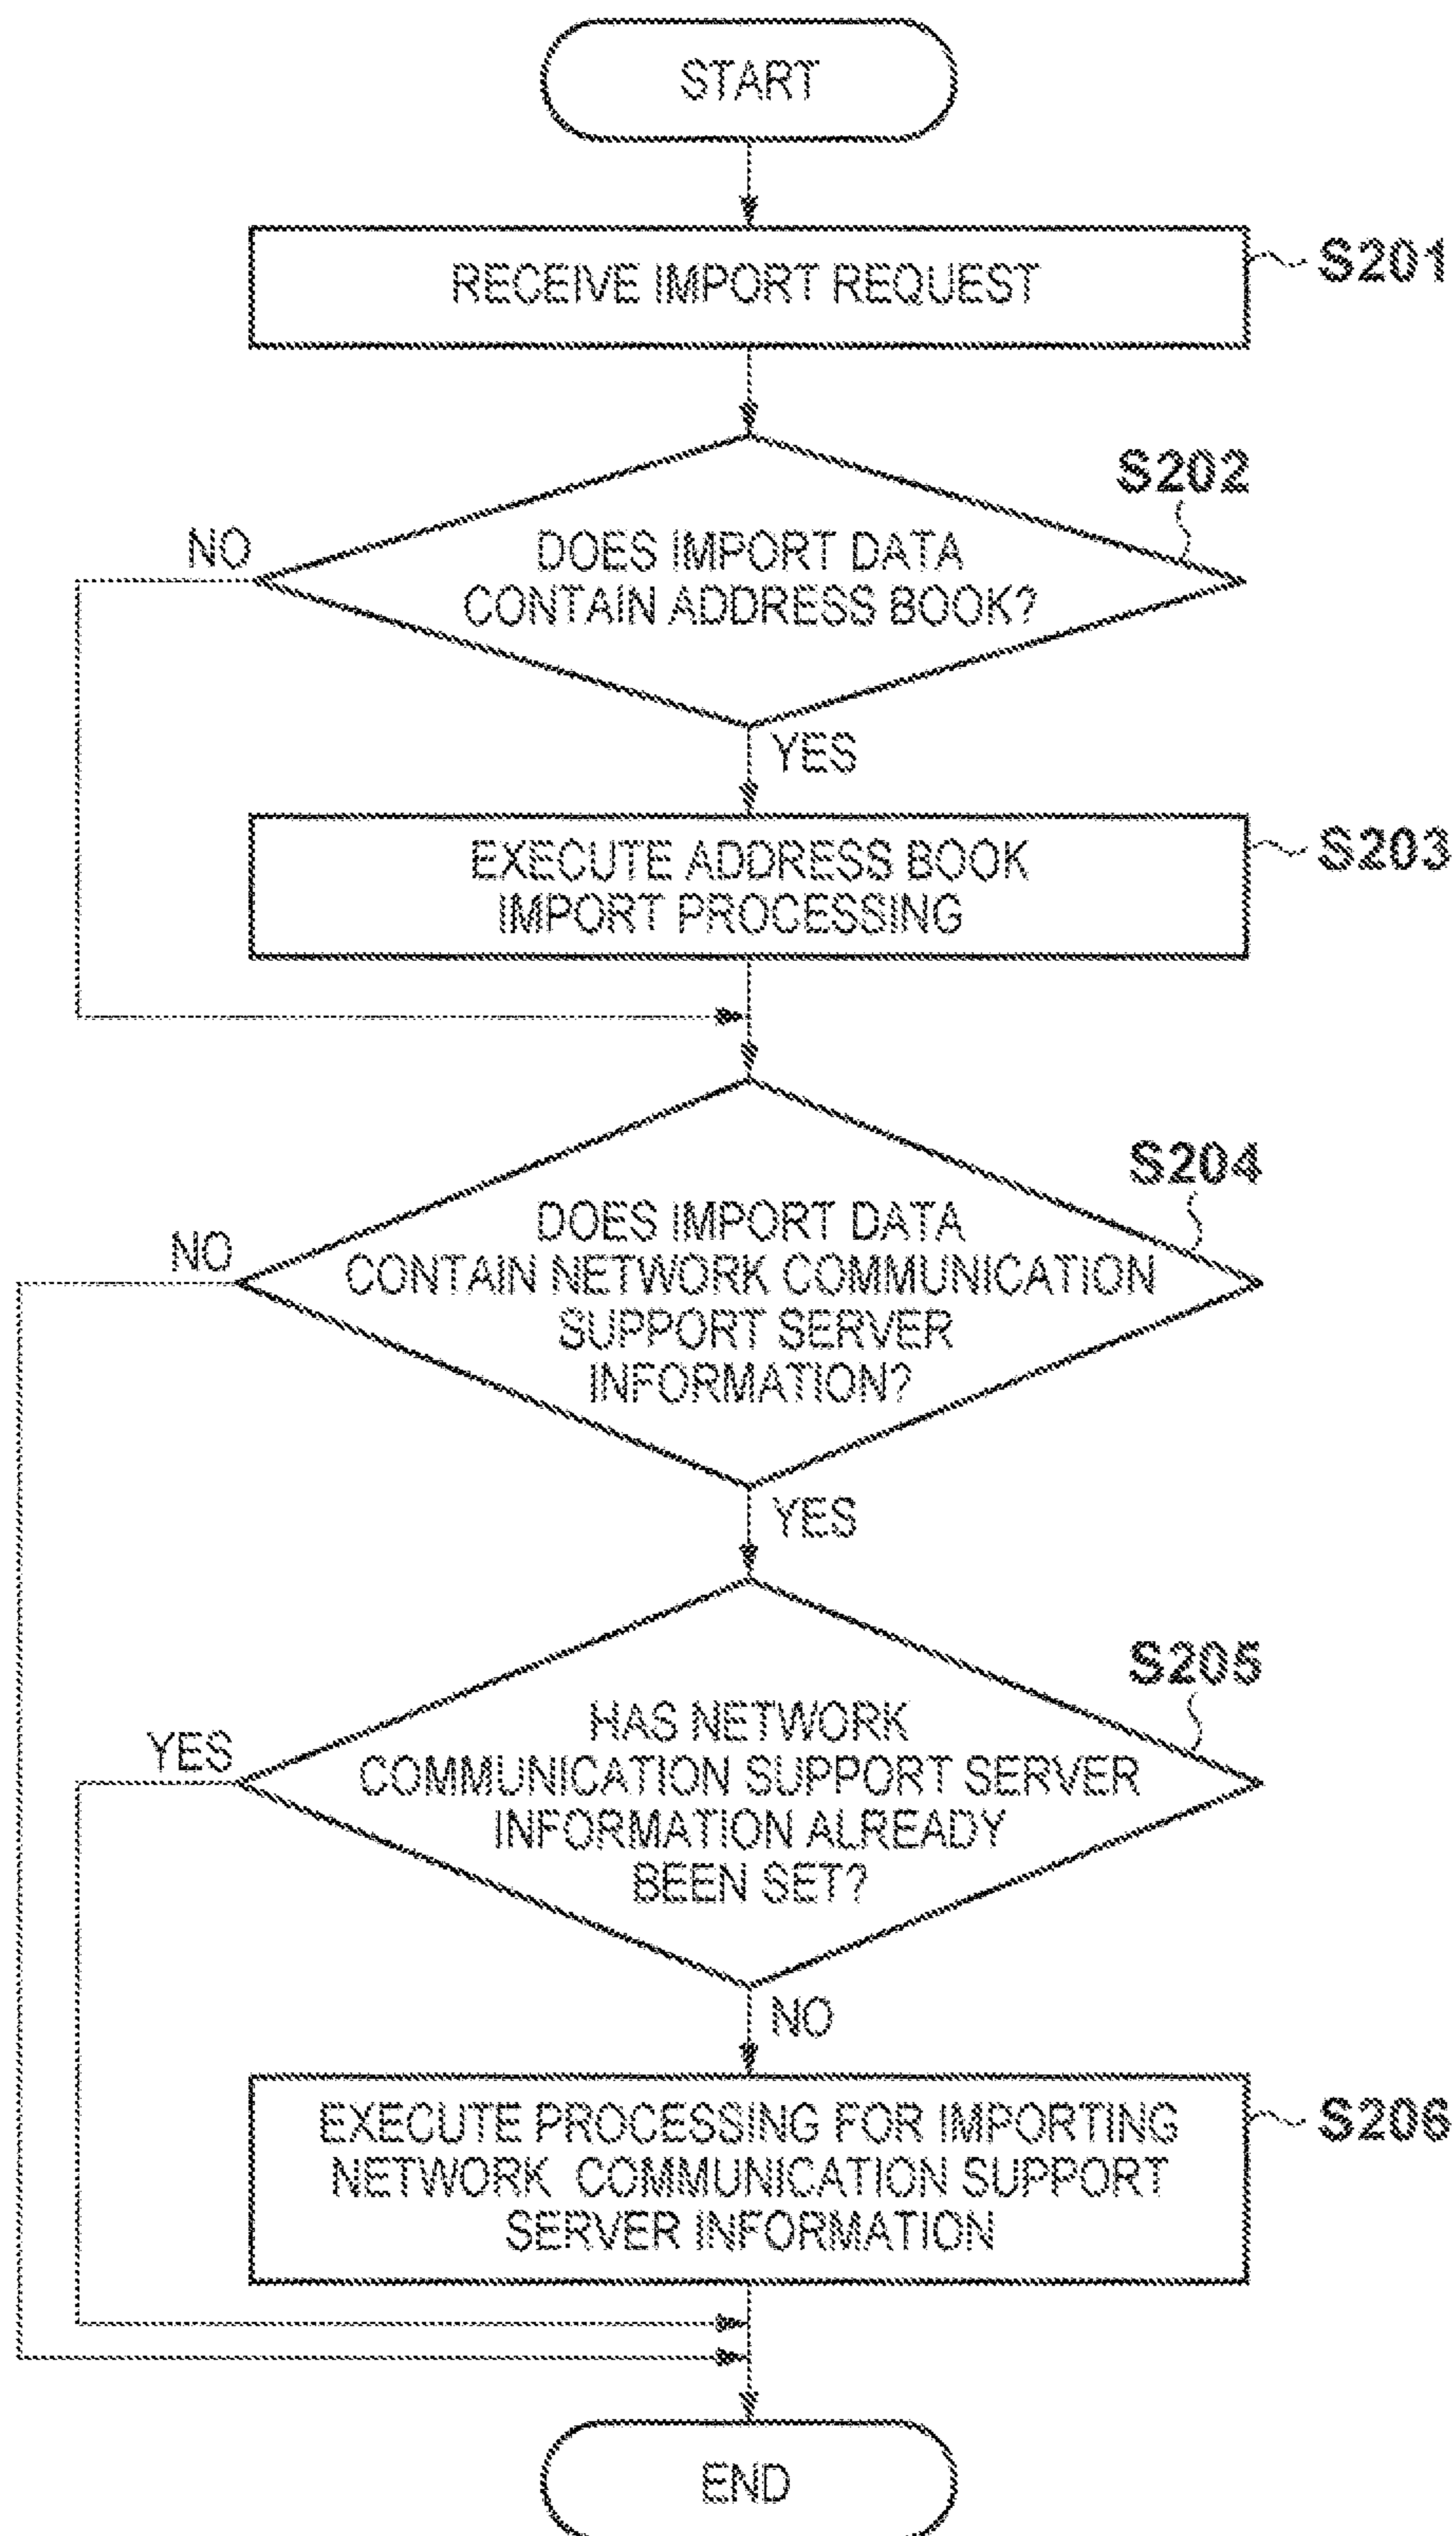 START
RECEIVE IMPORT REQUEST
S201
S202
NO
DOES IMPORT DATA
CONTAIN ADDRESS BOOK?
YES
EXECUTE ADDRESS BOOK
IMPORT PROCESSING
S203
S204
NO
DOES IMPORT DATA
CONTAIN NETWORK COMMUNICATION
SUPPORT SERVER
INFORMATION?
YES
S205
YES
HAS NETWORK
COMMUNICATION SUPPORT SERVER
INFORMATION ALREADY
BEEN SET?
NO
EXECUTE PROCESSING FOR IMPORTING
NETWORK COMMUNICATION SUPPORT
SERVER INFORMATION
S206
END